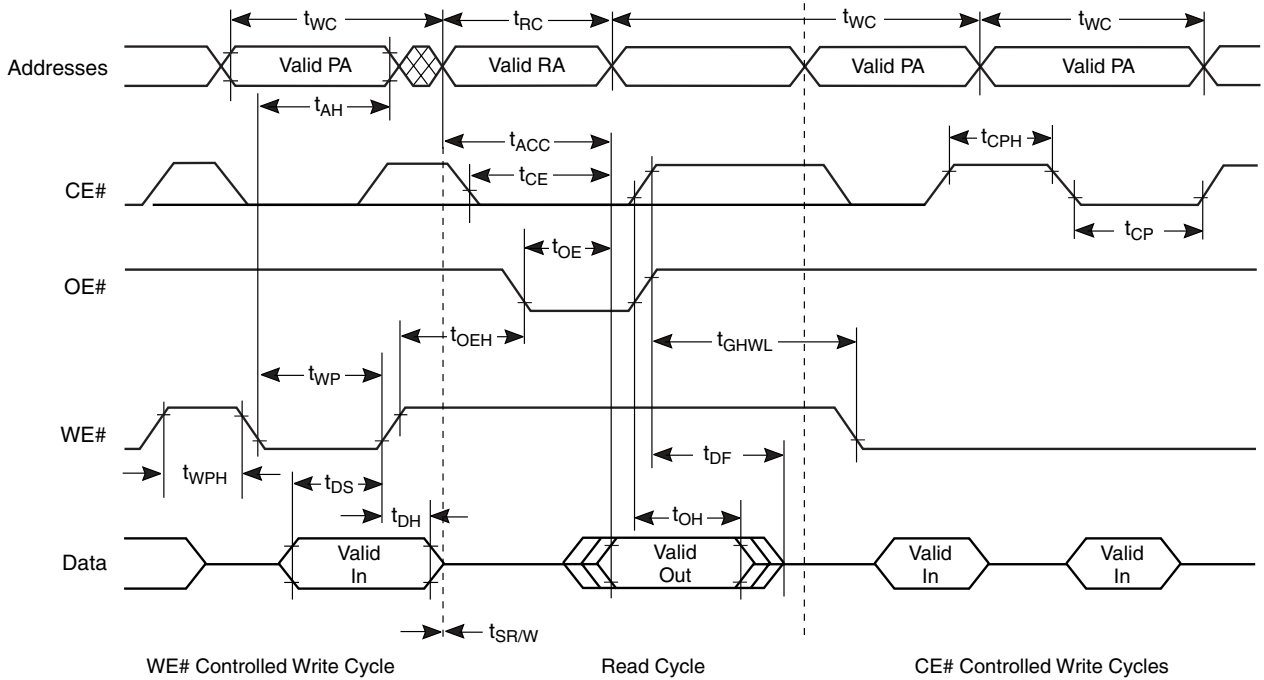 tWC tRC tWC tWC
Addresses Valid PA Valid RA Valid PA Valid PA
tAH
tACC tCPH
tCE
CE#
tOE tCP
OE#
tOEH tGHWL
tWP
WE#
tWPH tDS tDF
tDH tOH
Data Valid In Valid Out Valid In Valid In
tSR/W
WE# Controlled Write Cycle Read Cycle CE# Controlled Write Cycles